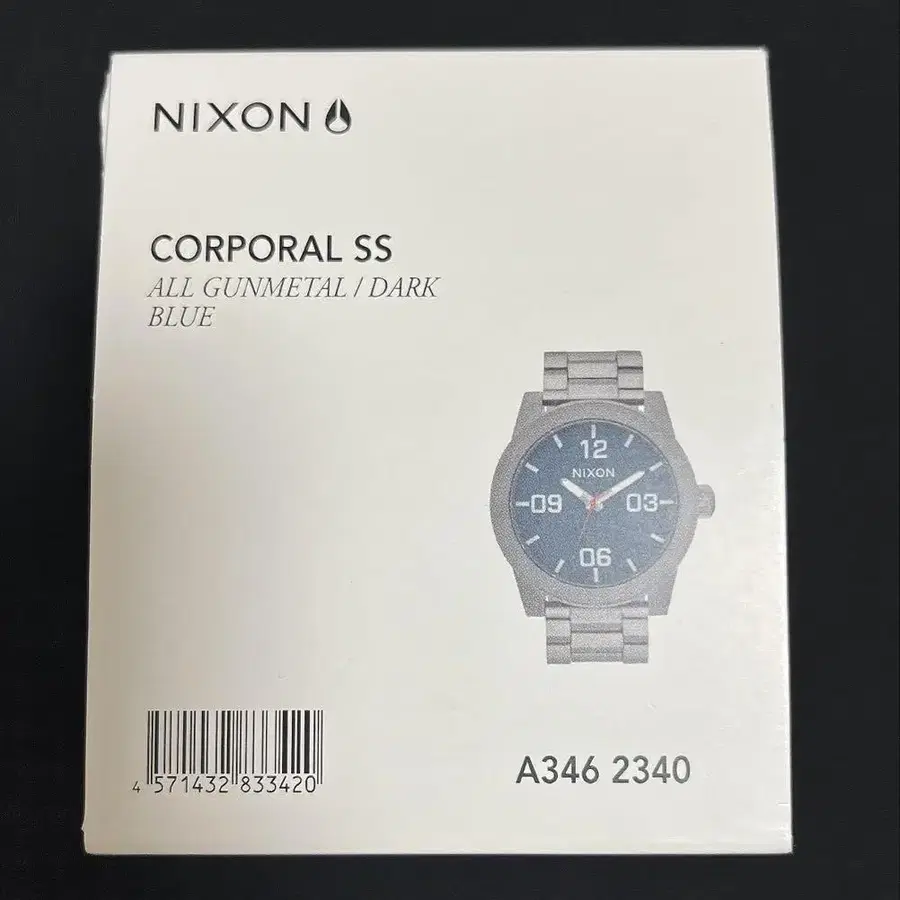 NIXON
CORPORAL SS
ALL GUNMETAL / DARK
BLUE
12
NIXON
09
03
06
4 571432 833420
A346 2340